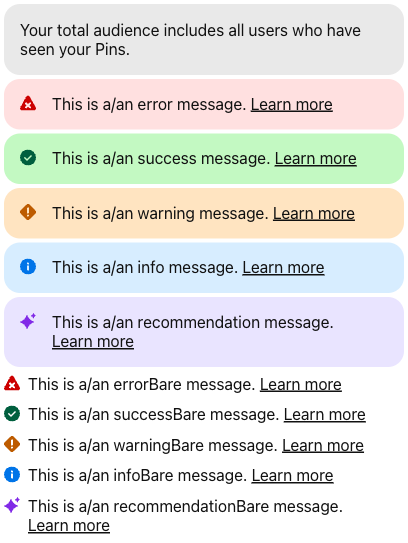 Your total audience includes all users who have
seen your Pins.
This is a/an error message. Learn more
This is a/an success message. Learn more
This is a/an warning message. Learn more
This is a/an info message. Learn more
This is a/an recommendation message.
Learn more
This is a/an errorBare message. Learn more
This is a/an successBare message. Learn more
This is a/an warningBare message. Learn more
This is a/an infoBare message. Learn more
This is a/an recommendationBare message.
Learn more